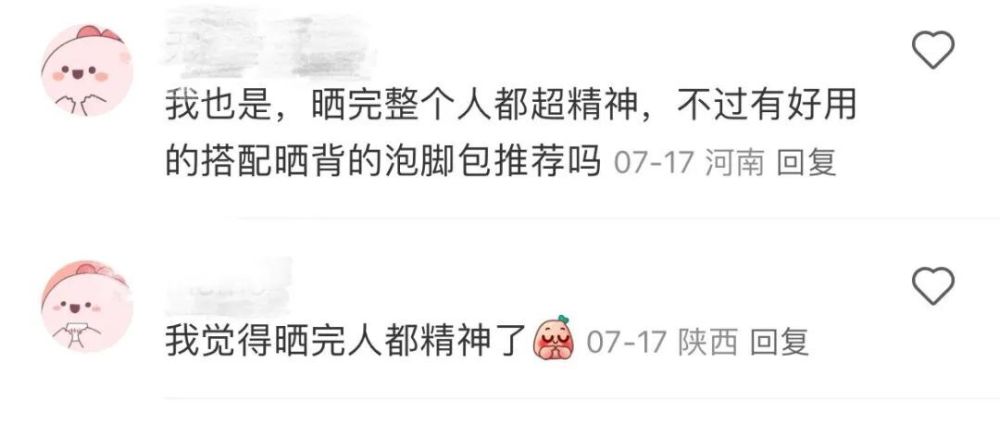 我也是，晒完整个人都超精神，不过有好用
的搭配晒背的泡脚包推荐吗 07-17 河南 回复
我觉得晒完人都精神了 07-17 陕西 回复